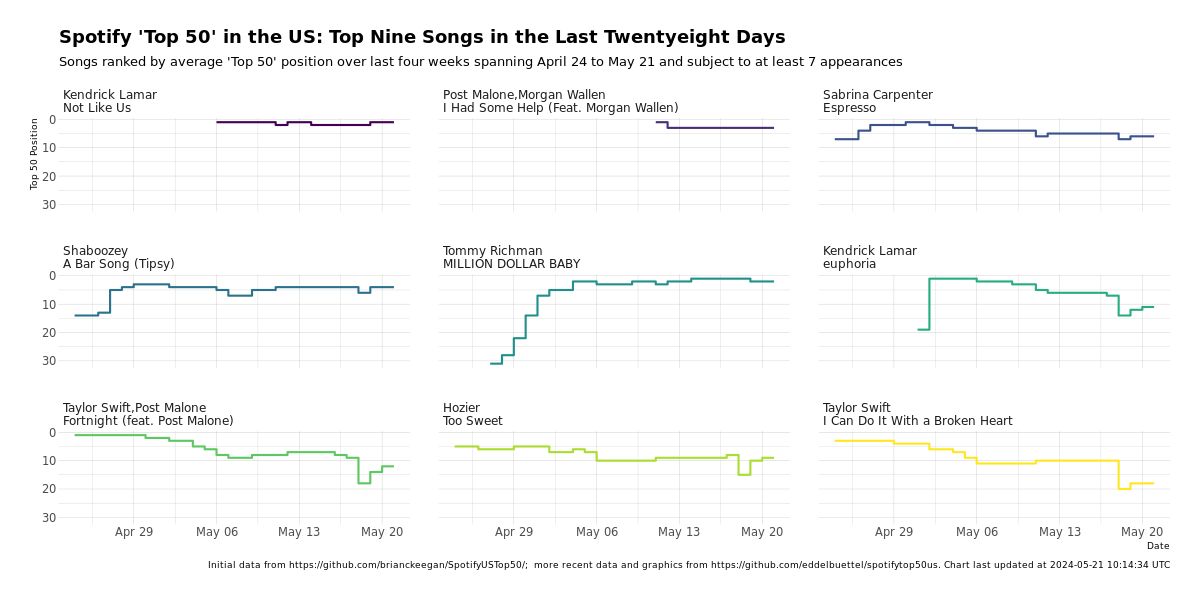 Spotify 'Top 50' in the US: Top Nine Songs in the Last Twentyeight Days
Songs ranked by average 'Top 50' position over last four weeks spanning April 24 to May 21 and subject to at least 7 appearances
Kendrick Lamar
Not Like Us
Post Malone,Morgan Wallen
I Had Some Help (Feat. Morgan Wallen)
Sabrina Carpenter
Espresso
Top 50 Position
0
10
20
30
Shaboozey
A Bar Song (Tipsy)
Tommy Richman
MILLION DOLLAR BABY
Kendrick Lamar
euphoria
0
10
20
30
Taylor Swift,Post Malone
Fortnight (feat. Post Malone)
Hozier
Too Sweet
Taylor Swift
I Can Do It With a Broken Heart
0
10
20
30
Apr 29 May 06 May 13 May 20
Apr 29 May 06 May 13 May 20
Apr 29 May 06 May 13 May 20
Date
Initial data from https://github.com/brianckeegan/SpotifyUSTop50/;  more recent data and graphics from https://github.com/eddelbuettel/spotifytop50us. Chart last updated at 2024-05-21 10:14:34 UTC